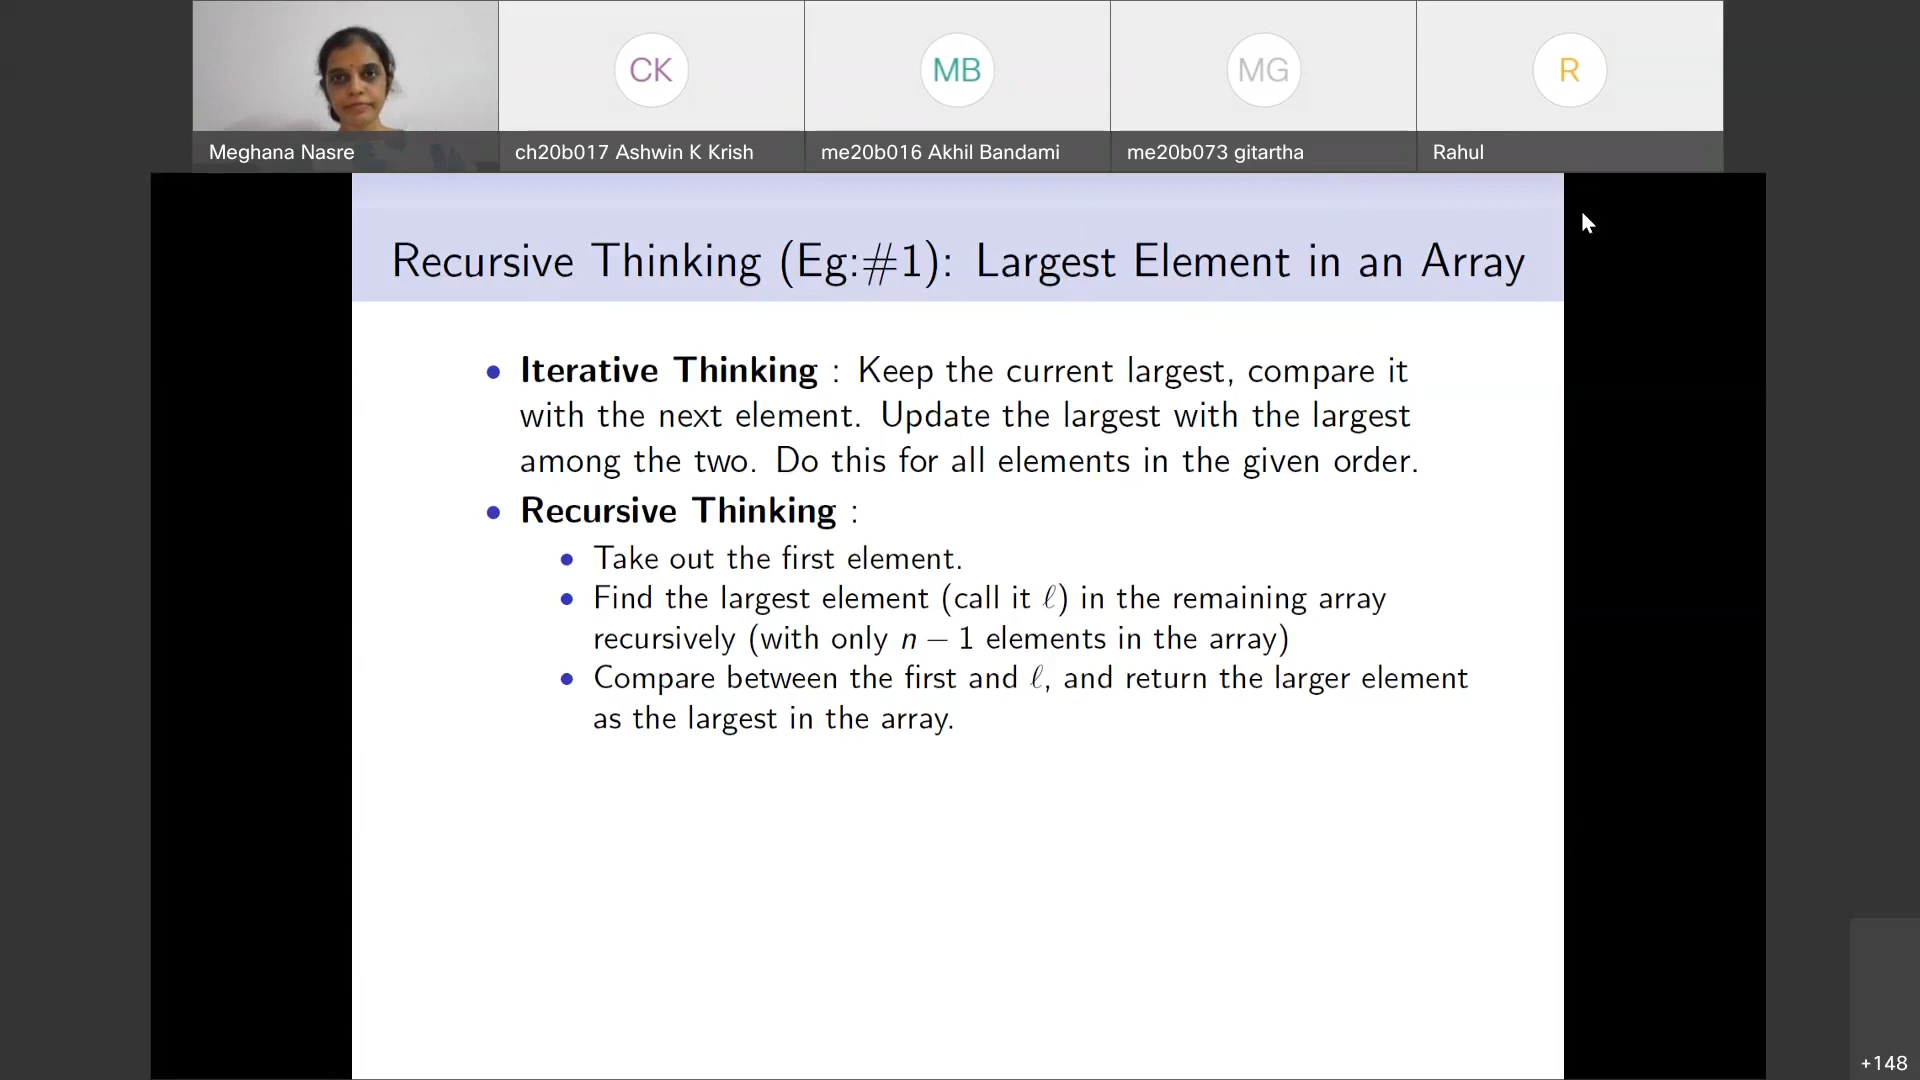 CK
MB
MG
R
Meghana Nasre
ch20b017 Ashwin K Krish
me20b016 Akhil Bandami
me20b073 gitartha
Rahul
Recursive Thinking (Eg:#1): Largest Element in an Array
• Iterative Thinking : Keep the current largest, compare it
with the next element. Update the largest with the largest
among the two. Do this for all elements in the given order.
• Recursive Thinking :
• Take out the first element.
• Find the largest element (call it ℓ) in the remaining array
recursively (with only n − 1 elements in the array)
• Compare between the first and ℓ, and return the larger element
as the largest in the array.
+148